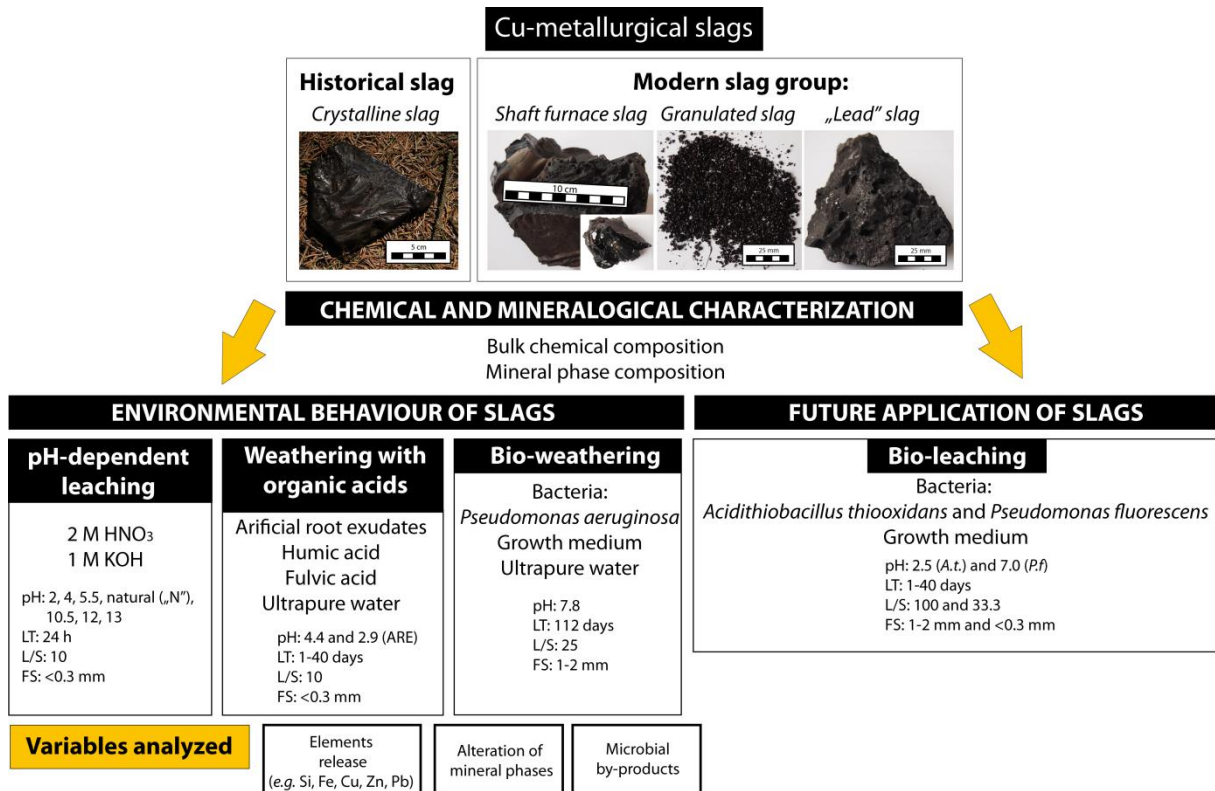 Cu-metallurgical slags
Historical slag
Crystalline slag
5 cm
Modern slag group:
Shaft furnace slag
10 cm
Granulated slag
25 mm
„Lead” slag
25 mm
CHEMICAL AND MINERALOGICAL CHARACTERIZATION
Bulk chemical composition
Mineral phase composition
ENVIRONMENTAL BEHAVIOUR OF SLAGS
pH-dependent
leaching
2 M HNO₃
1 M KOH
pH: 2, 4, 5.5, natural („N”),
10.5, 12, 13
LT: 24 h
L/S: 10
FS: <0.3 mm
Weathering with
organic acids
Arificial root exudates
Humic acid
Fulvic acid
Ultrapure water
pH: 4.4 and 2.9 (ARE)
LT: 1-40 days
L/S: 10
FS: <0.3 mm
Bio-weathering
Bacteria:
Pseudomonas aeruginosa
Growth medium
Ultrapure water
pH: 7.8
LT: 112 days
L/S: 25
FS: 1-2 mm
FUTURE APPLICATION OF SLAGS
Bio-leaching
Bacteria:
Acidithiobacillus thiooxidans and Pseudomonas fluorescens
Growth medium
pH: 2.5 (A.t.) and 7.0 (P.f)
LT: 1-40 days
L/S: 100 and 33.3
FS: 1-2 mm and <0.3 mm
Variables analyzed
Elements
release
(e.g. Si, Fe, Cu, Zn, Pb)
Alteration of
mineral phases
Microbial
by-products